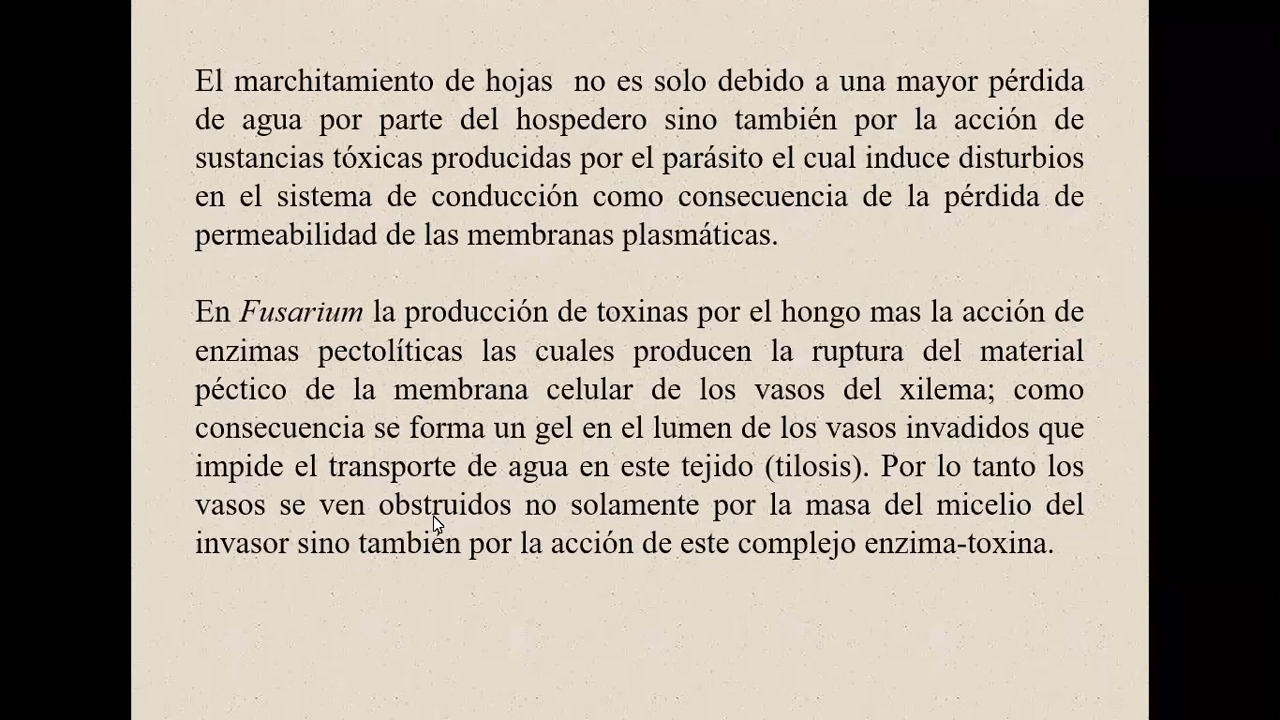 El marchitamiento de hojas  no es solo debido a una mayor pérdida
de agua por parte del hospedero sino también por la acción de
sustancias tóxicas producidas por el parásito el cual induce disturbios
en el sistema de conducción como consecuencia de la pérdida de
permeabilidad de las membranas plasmáticas.
En Fusarium la producción de toxinas por el hongo mas la acción de
enzimas pectolíticas las cuales producen la ruptura del material
péctico de la membrana celular de los vasos del xilema; como
consecuencia se forma un gel en el lumen de los vasos invadidos que
impide el transporte de agua en este tejido (tilosis). Por lo tanto los
vasos se ven obstruidos no solamente por la masa del micelio del
invasor sino también por la acción de este complejo enzima-toxina.